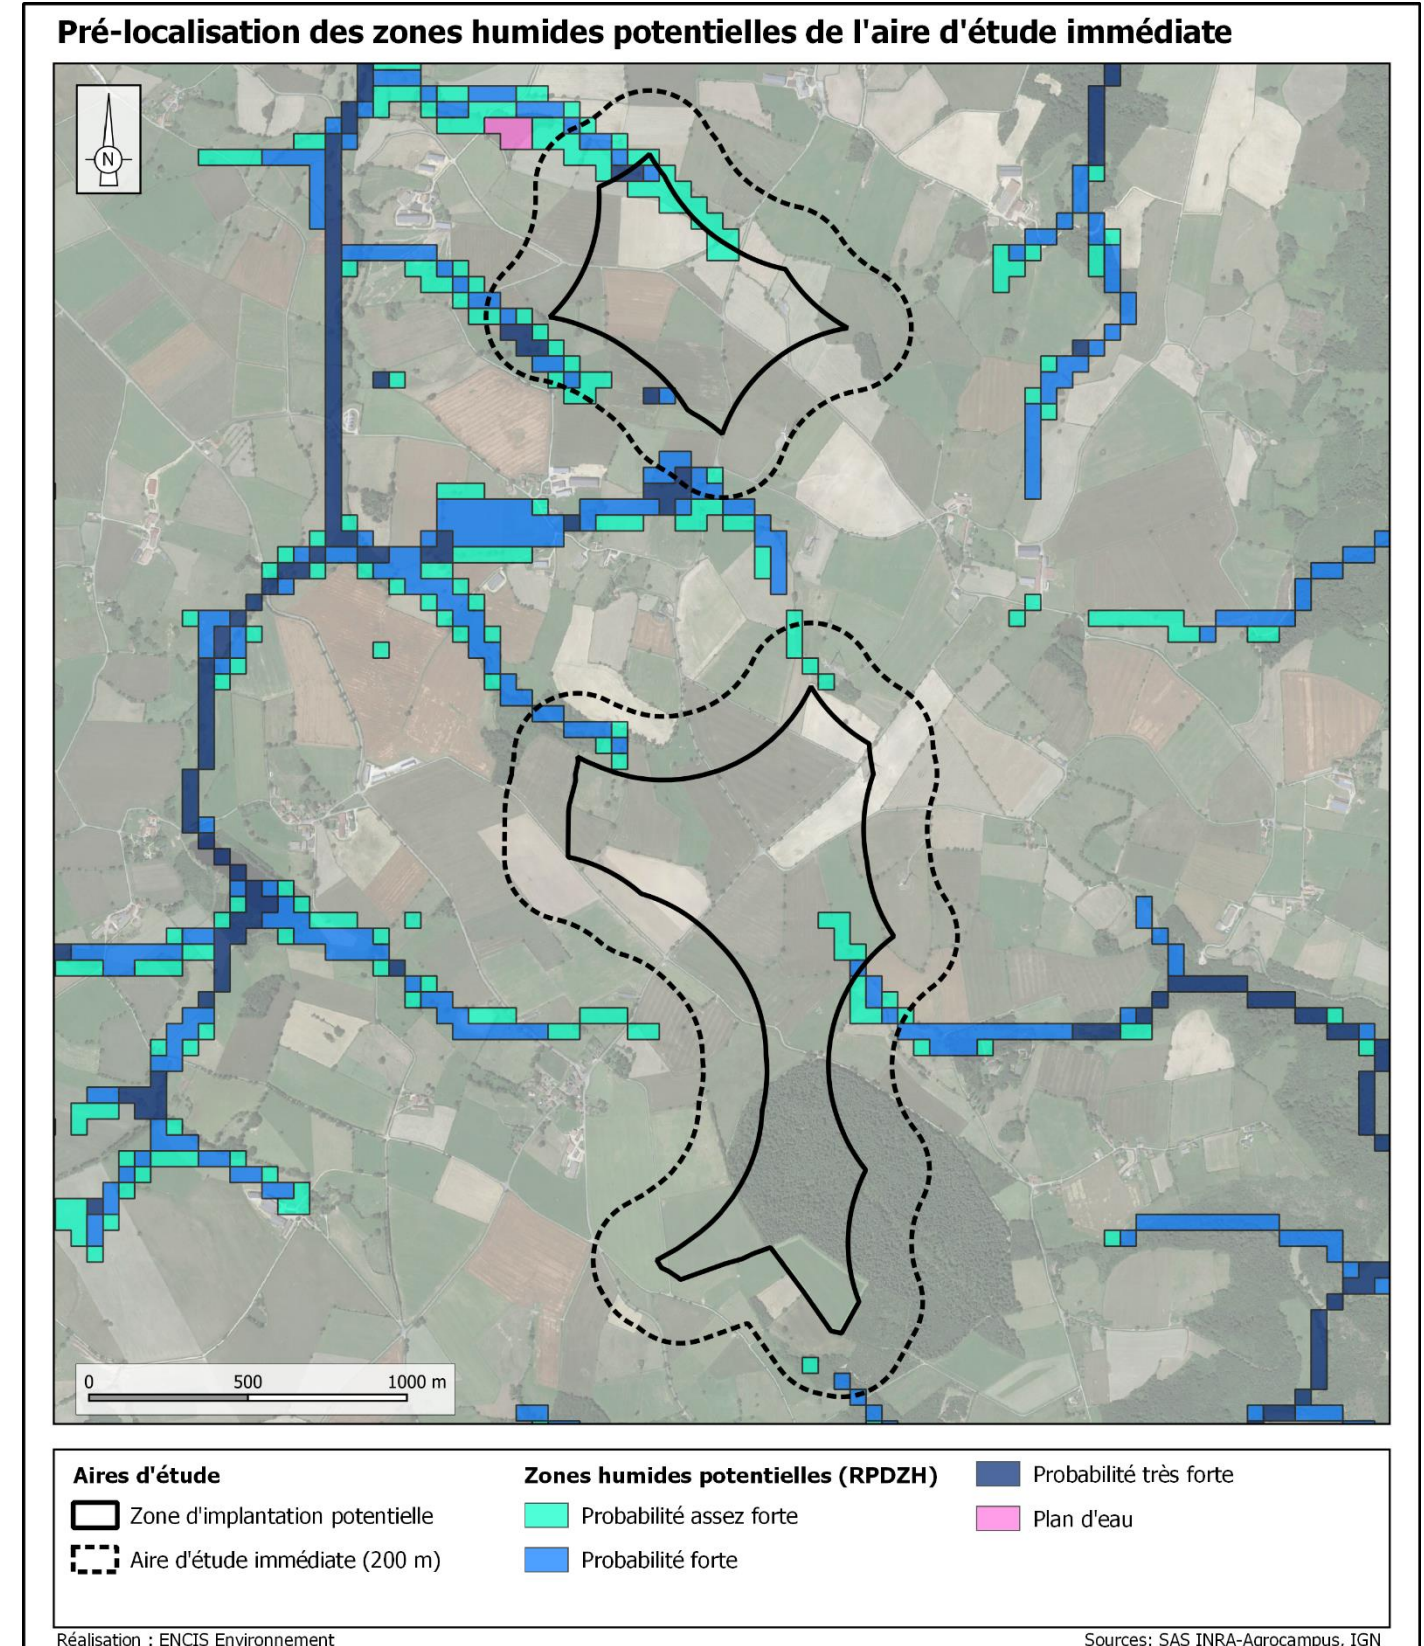 Pré-localisation des zones humides potentielles de l'aire d'étude immédiate
N
0 500 1000 m
Aires d'étude
Zone d'implantation potentielle
Aire d'étude immédiate (200 m)
Zones humides potentielles (RPDZH)
Probabilité assez forte
Probabilité forte
Probabilité très forte
Plan d'eau
Réalisation : ENCIS Environnement
Sources: SAS INRA-Agrocampus, IGN